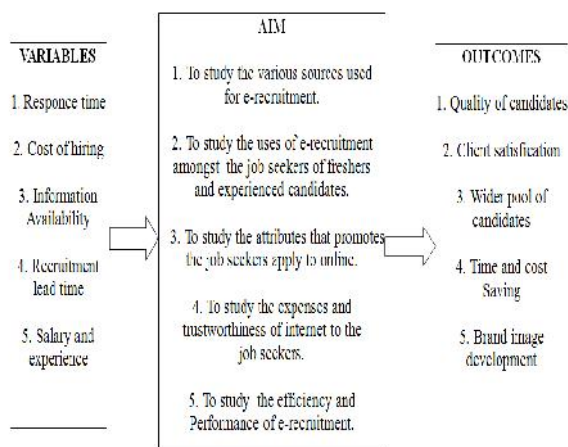 VARIABLES
1 Responce time
2. Cost of hiring
3. Information
Availability
4. Recruitment
lead time
5. Salary and
experience
AIM
1. To study the various sources used
for e-recruitment.
2. To study the uses of e-recruitment
amongst the job seekers of freshers
and experienced candidates.
3. To study the attributes that promotes
the job seekers apply to online.
4. To study the expenses and
trustworthiness of internet to the
job seekers.
5. To study the efficiency and
Performance of e-recruitment.
OUTCOMES
1. Quality of candidates
2. Client satisfication
3. Wider pool of
candidates
4. Time and cost
Saving
5. Brand image
development